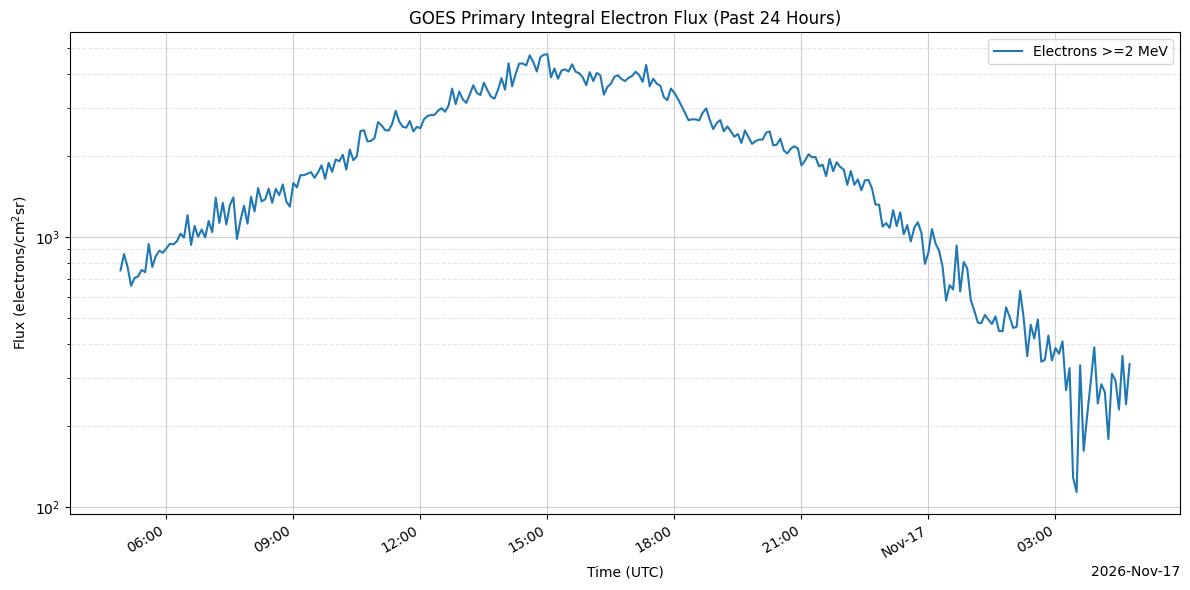 GOES Primary Integral Electron Flux (Past 24 Hours)
Electrons >=2 MeV
Flux (electrons/cm²sr)
10³
10²
06:00
09:00
12:00
15:00
18:00
21:00
Nov-17
03:00
Time (UTC)
2026-Nov-17